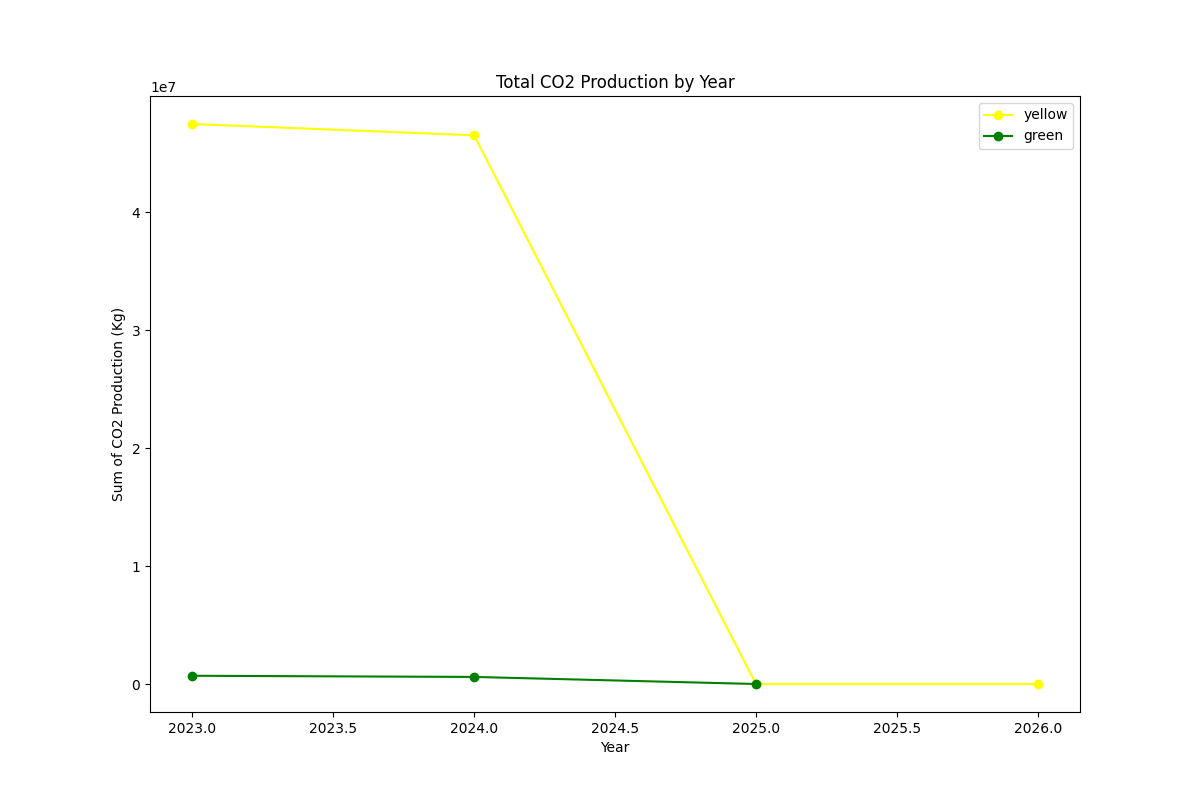 Total CO2 Production by Year
1e7
yellow
green
4
3
2
1
0
Sum of CO2 Production (Kg)
2023.0 2023.5 2024.0 2024.5 2025.0 2025.5 2026.0
Year